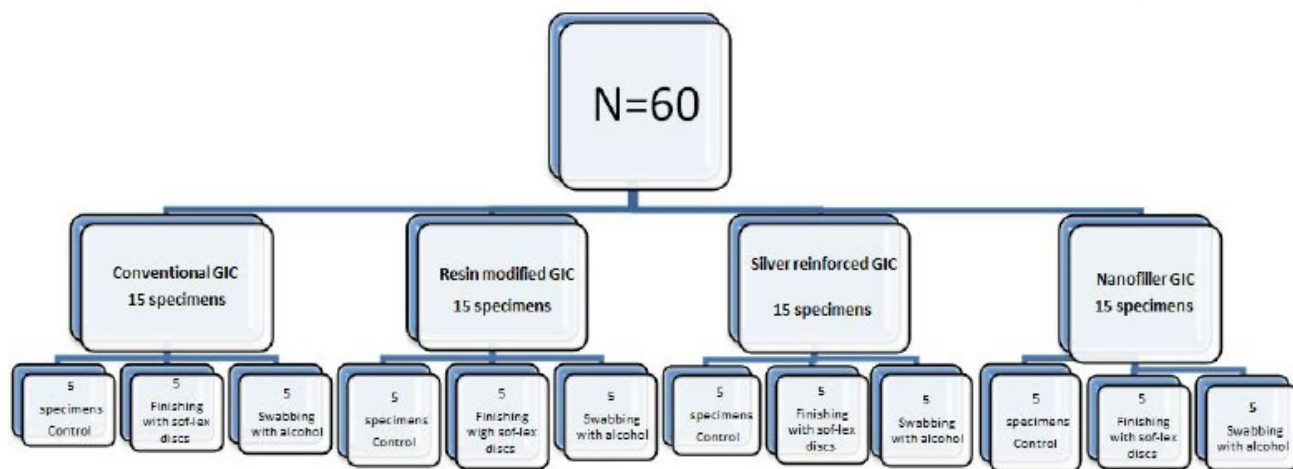 N=60
Conventional GIC
15 specimens
Resin modified GIC
15 specimens
Silver reinforced GIC
15 specimens
Nanofiller GIC
15 specimens
5
specimens
Control
5
Finishing
with sof-lex
discs
5
Swabbing
with alcohol
5
specimens
Control
5
Finishing
wigh sof-lex
discs
5
Swabbing
with alcohol
5
specimens
Control
5
Finishing
with sof-lex
discs
5
Swabbing
with alcohol
5
specimens
Control
5
Finishing
with sof-lex
discs
5
Swabbing
with alcohol